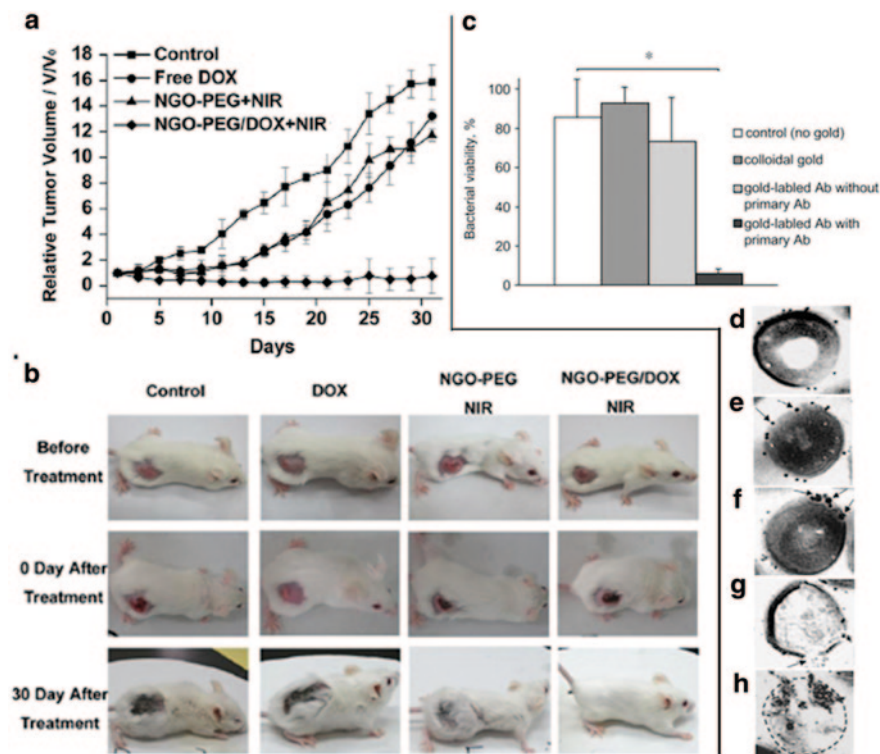 a
Relative Tumor Volume / V/V₀
18
16
14
12
10
8
6
4
2
0
0
5
10
15
20
25
30
Days
Control
Free DOX
NGO-PEG+NIR
NGO-PEG/DOX+NIR
c
*
Bacterial viability, %
100
80
60
40
20
0
control (no gold)
colloidal gold
gold-labled Ab without
primary Ab
gold-labled Ab with
primary Ab
b
Control
DOX
NGO-PEG
NIR
NGO-PEG/DOX
NIR
Before
Treatment
0 Day After
Treatment
30 Day After
Treatment
d
e
f
g
h